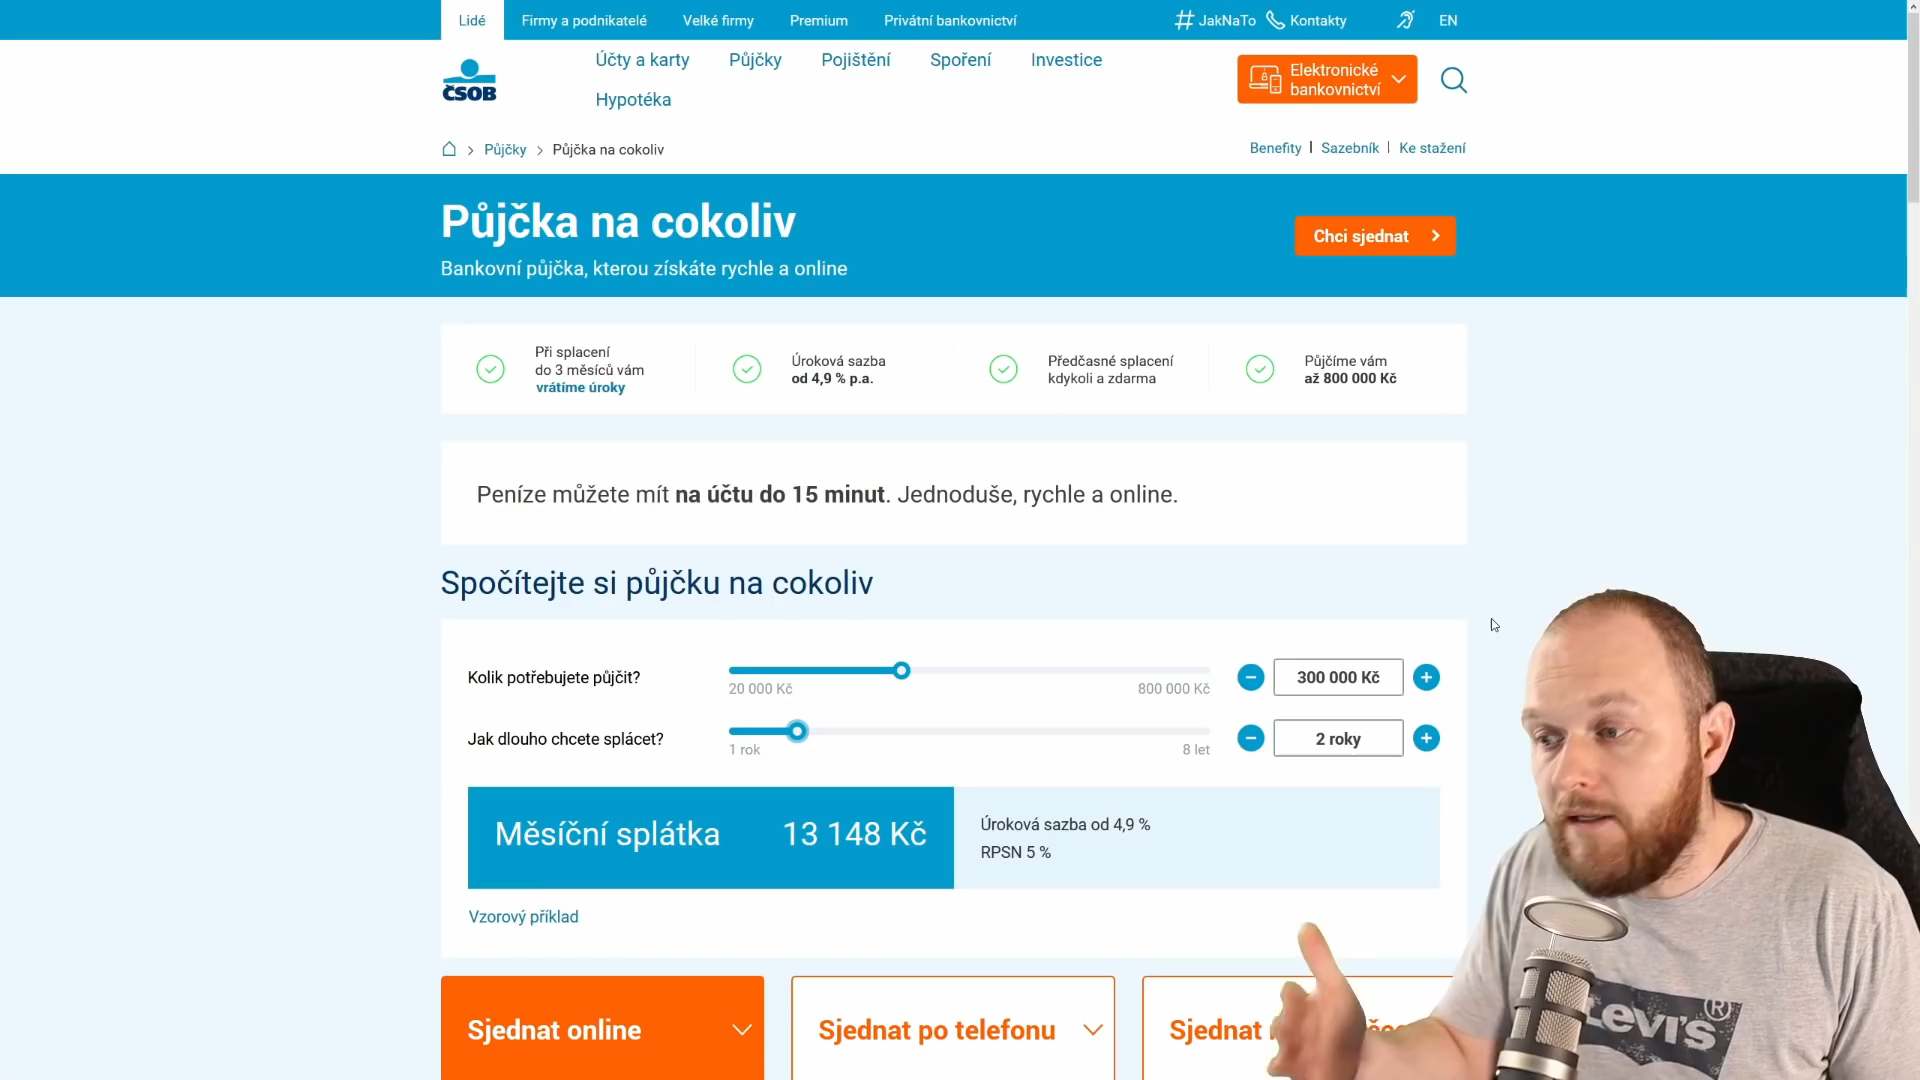 Lidé
Firmy a podnikatelé
Velké firmy
Premium
Privátní bankovnictví
JakNaTo
Kontakty
EN
ČSOB
Účty a karty
Půjčky
Pojištění
Spoření
Investice
Hypotéka
Elektronické
bankovnictví
Půjčky
Půjčka na cokoliv
Benefity
Sazebník
Ke stažení
Půjčka na cokoliv
Bankovní půjčka, kterou získáte rychle a online
Chci sjednat
Při splacení
do 3 měsíců vám
vrátíme úroky
Úroková sazba
od 4,9 % p.a.
Předčasné splacení
kdykoli a zdarma
Půjčíme vám
až 800 000 Kč
Peníze můžete mít na účtu do 15 minut. Jednoduše, rychle a online.
Spočítejte si půjčku na cokoliv
Kolik potřebujete půjčit?
20 000 Kč
800 000 Kč
300 000 Kč
Jak dlouho chcete splácet?
1 rok
8 let
2 roky
Měsíční splátka 13 148 Kč
Úroková sazba od 4,9 %
RPSN 5 %
Vzorový příklad
Sjednat online
Sjednat po telefonu
Sjednat
Levi's®